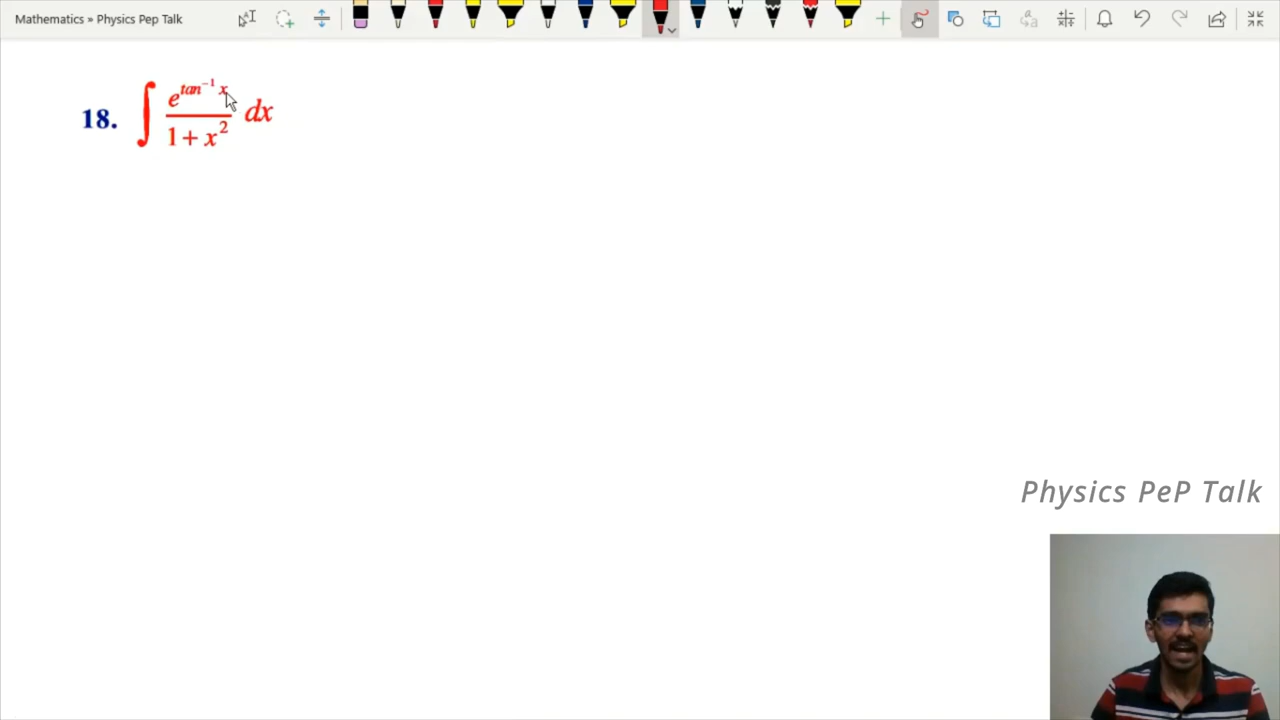 Mathematics » Physics Pep Talk
18. ∫ e^{tan⁻¹ x} / (1 + x²) dx
Physics PeP Talk